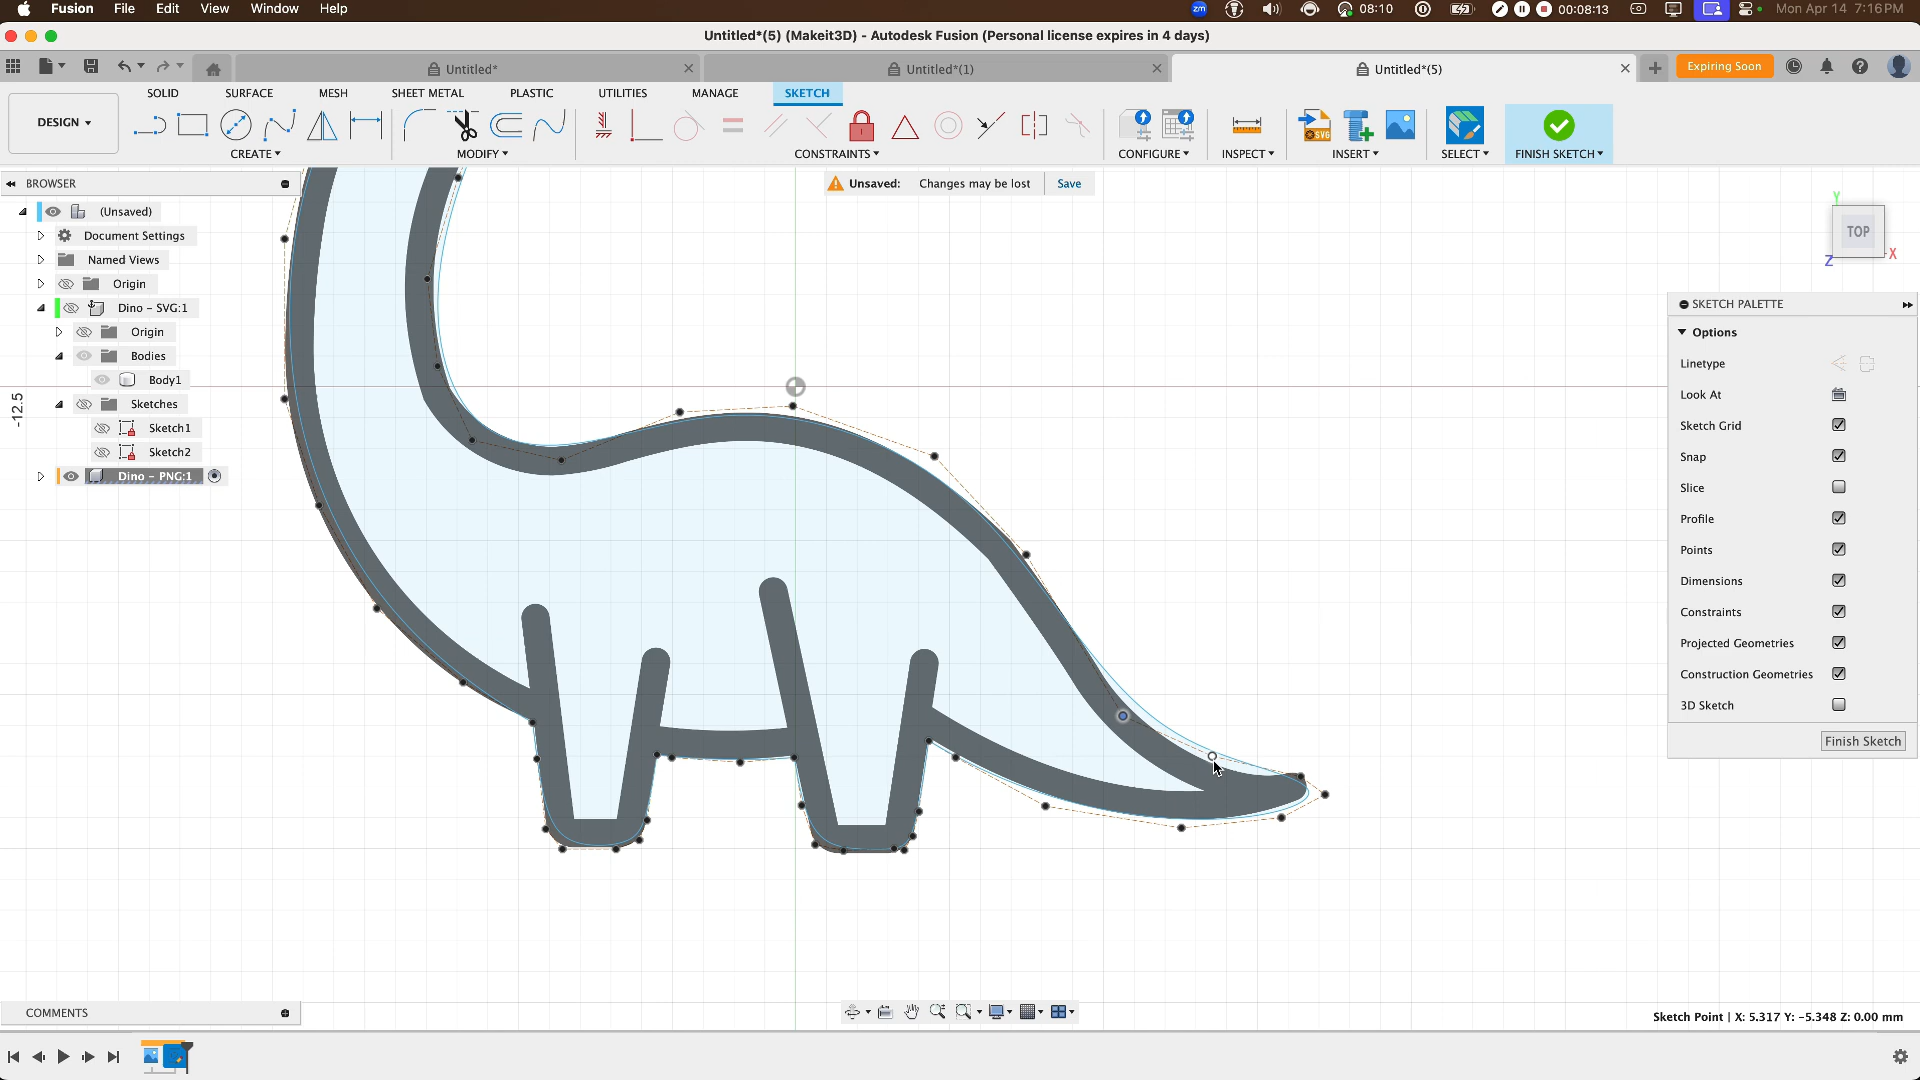 Fusion File Edit View Window Help zm 08:10 00:08:13 Mon Apr 14 7:16PM
Untitled*(5) (Makeit3D) - Autodesk Fusion (Personal license expires in 4 days)
Untitled* Untitled*(1) Untitled*(5) Expiring Soon
SOLID SURFACE MESH SHEET METAL PLASTIC UTILITIES MANAGE SKETCH
DESIGN
SVG
CREATE MODIFY CONSTRAINTS CONFIGURE INSPECT INSERT SELECT FINISH SKETCH
BROWSER
Unsaved: Changes may be lost Save
(Unsaved)
Document Settings
Named Views
Origin
Dino - SVG:1
Origin
Bodies
Body1
Sketches
Sketch1
Sketch2
Dino - PNG:1
-12.5
Y
TOP
X
Z
SKETCH PALETTE
Options
Linetype
Look At
Sketch Grid
Snap
Slice
Profile
Points
Dimensions
Constraints
Projected Geometries
Construction Geometries
3D Sketch
Finish Sketch
COMMENTS
Sketch Point | X: 5.317 Y: -5.348 Z: 0.00 mm